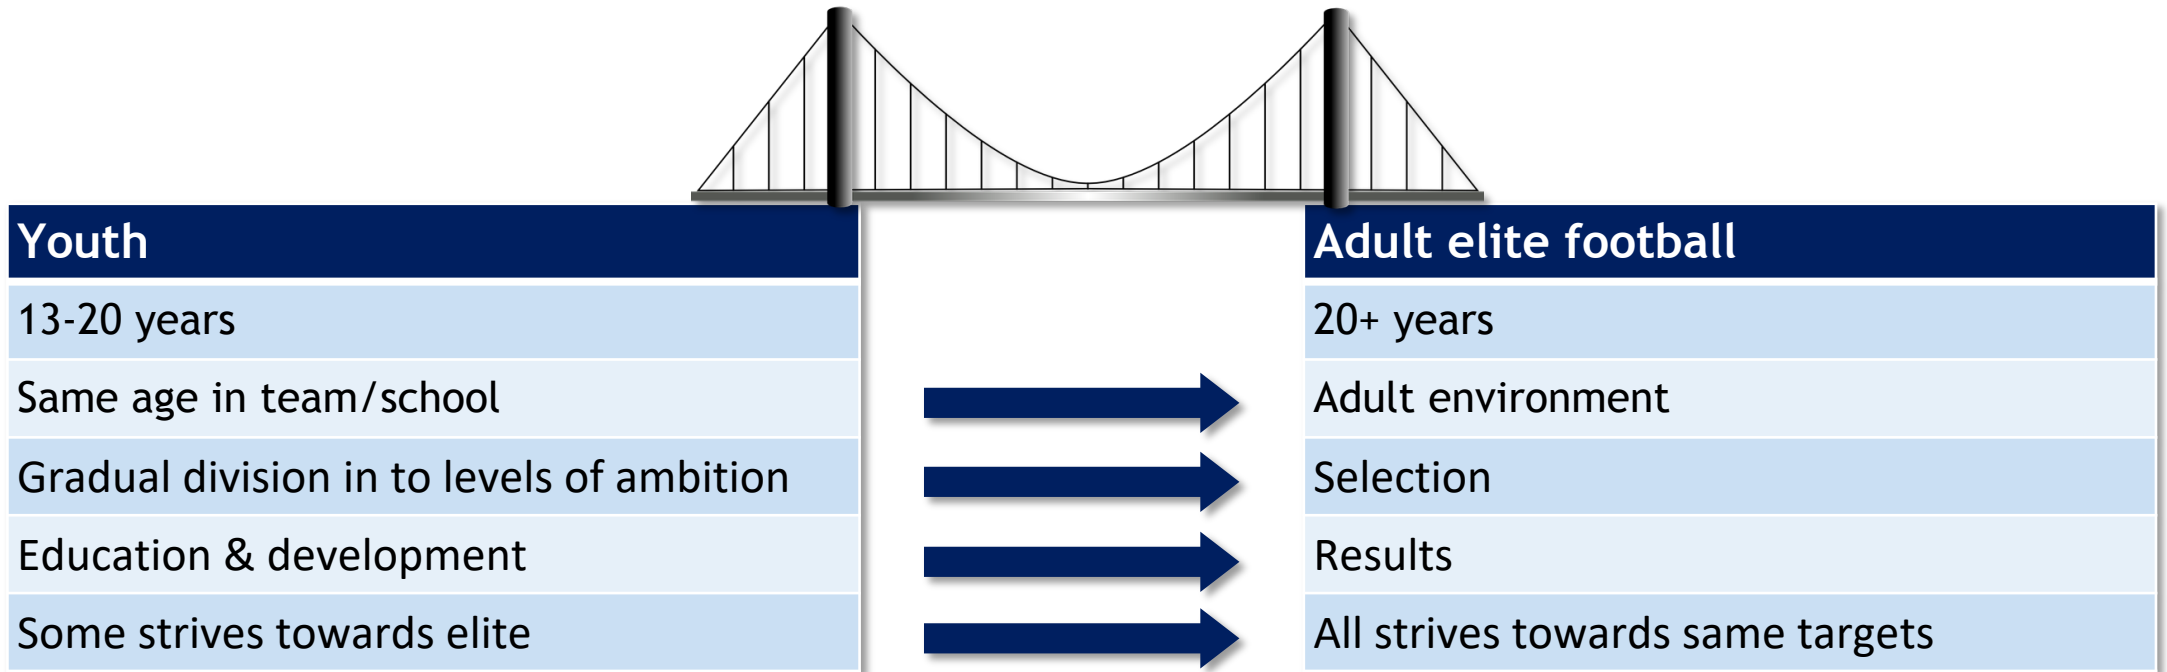 Youth
13-20 years
Same age in team/school
Gradual division in to levels of ambition
Education & development
Some strives towards elite
Adult elite football
20+ years
Adult environment
Selection
Results
All strives towards same targets